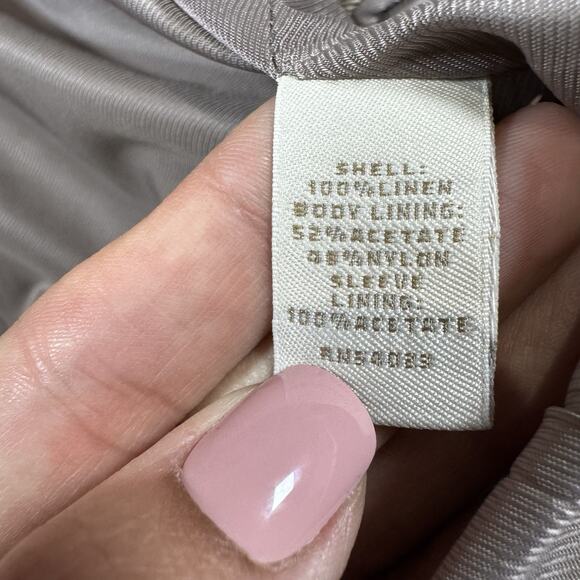 SHELL:
100%LINEN
BODY LINING:
52%ACETATE
48%NYLON
SLEEVE
LINING:
100%ACETATE
RN54023